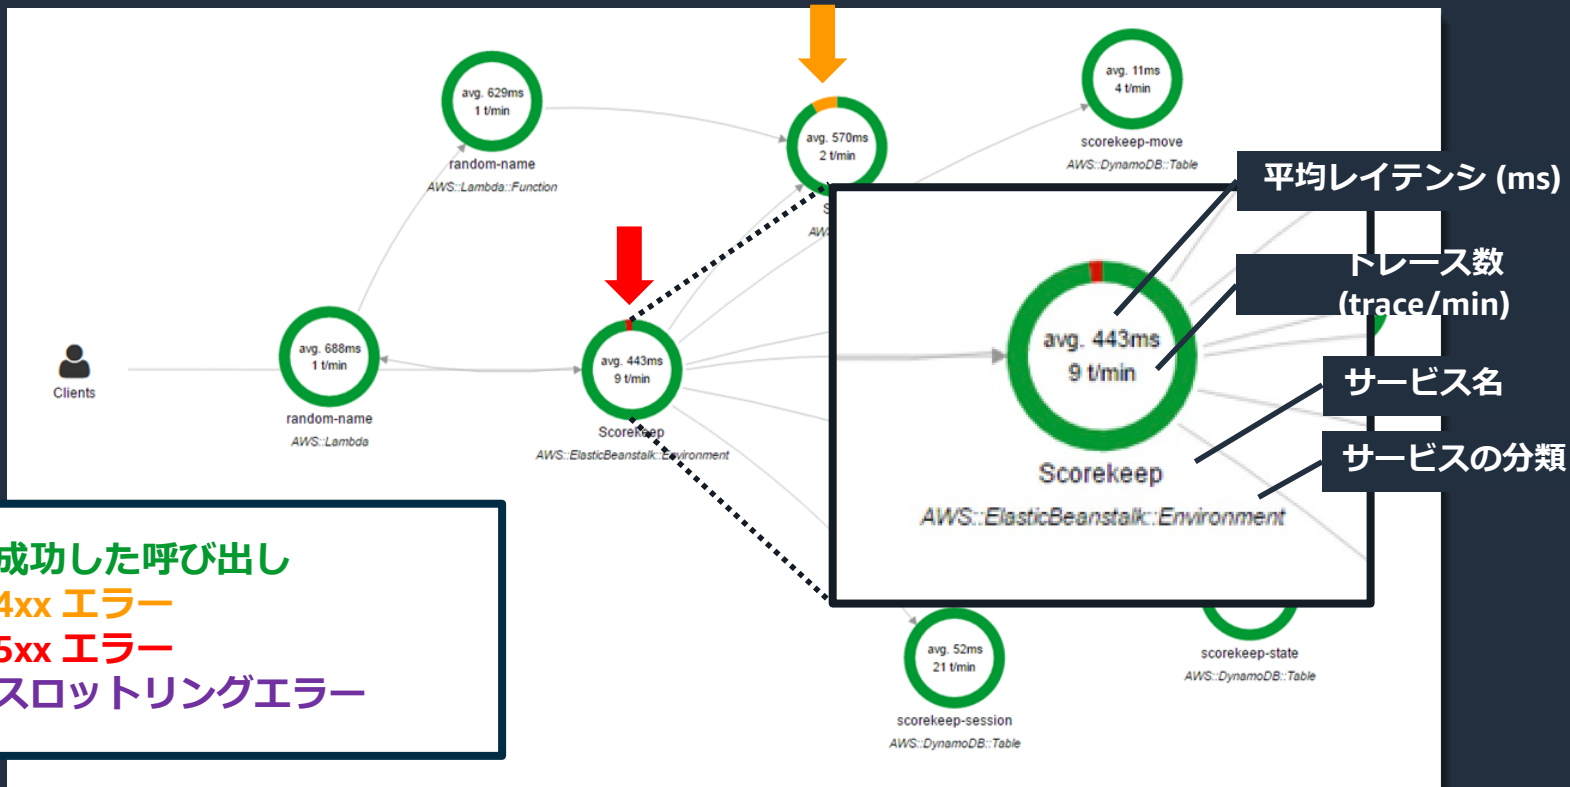 avg. 629ms
1 t/min
random-name
AWS::Lambda::Function
avg. 570ms
2 t/min
S
AW
avg. 11ms
4 t/min
scorekeep-move
AWS::DynamoDB::Table
平均レイテンシ (ms)
トレース数
(trace/min)
サービス名
サービスの分類
Clients
avg. 688ms
1 t/min
random-name
AWS::Lambda
avg. 443ms
9 t/min
Scorekeep
AWS::ElasticBeanstalk::Environment
avg. 443ms
9 t/min
Scorekeep
AWS::ElasticBeanstalk::Environment
成功した呼び出し
4xx エラー
5xx エラー
スロットリングエラー
avg. 52ms
21 t/min
scorekeep-session
AWS::DynamoDB::Table
scorekeep-state
AWS::DynamoDB::Table